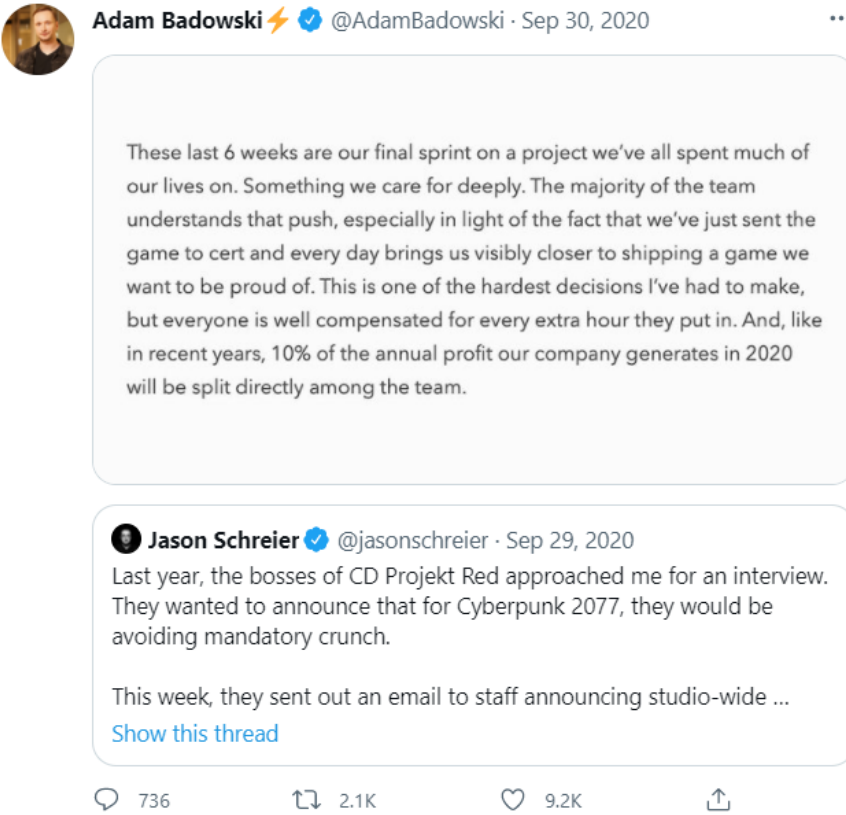 Adam Badowski⚡ @AdamBadowski · Sep 30, 2020
These last 6 weeks are our final sprint on a project we've all spent much of
our lives on. Something we care for deeply. The majority of the team
understands that push, especially in light of the fact that we've just sent the
game to cert and every day brings us visibly closer to shipping a game we
want to be proud of. This is one of the hardest decisions I've had to make,
but everyone is well compensated for every extra hour they put in. And, like
in recent years, 10% of the annual profit our company generates in 2020
will be split directly among the team.
Jason Schreier @jasonschreier · Sep 29, 2020
Last year, the bosses of CD Projekt Red approached me for an interview.
They wanted to announce that for Cyberpunk 2077, they would be
avoiding mandatory crunch.
This week, they sent out an email to staff announcing studio-wide ...
Show this thread
736 2.1K 9.2K